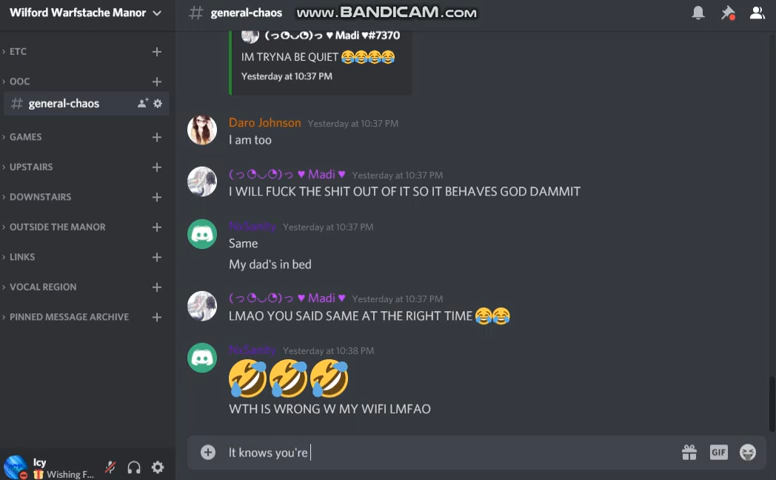 Wilford Warfstache Manor
general-chaos
WWW.BANDICAM.COM
ETC
OOC
general-chaos
GAMES
UPSTAIRS
DOWNSTAIRS
OUTSIDE THE MANOR
LINKS
VOCAL REGION
PINNED MESSAGE ARCHIVE
Icy
Wishing F...
(っ◔◡◔)っ ♥ Madi ♥#7370
IM TRYNA BE QUIET 😂😂😂😂
Yesterday at 10:37 PM
Daro Johnson Yesterday at 10:37 PM
I am too
(っ◔◡◔)っ ♥ Madi ♥ Yesterday at 10:37 PM
I WILL FUCK THE SHIT OUT OF IT SO IT BEHAVES GOD DAMMIT
Yesterday at 10:37 PM
Same
My dad's in bed
(っ◔◡◔)っ ♥ Madi ♥ Yesterday at 10:37 PM
LMAO YOU SAID SAME AT THE RIGHT TIME 😂😂
Yesterday at 10:38 PM
🤣🤣🤣
WTH IS WRONG W MY WIFI LMFAO
It knows you're
GIF